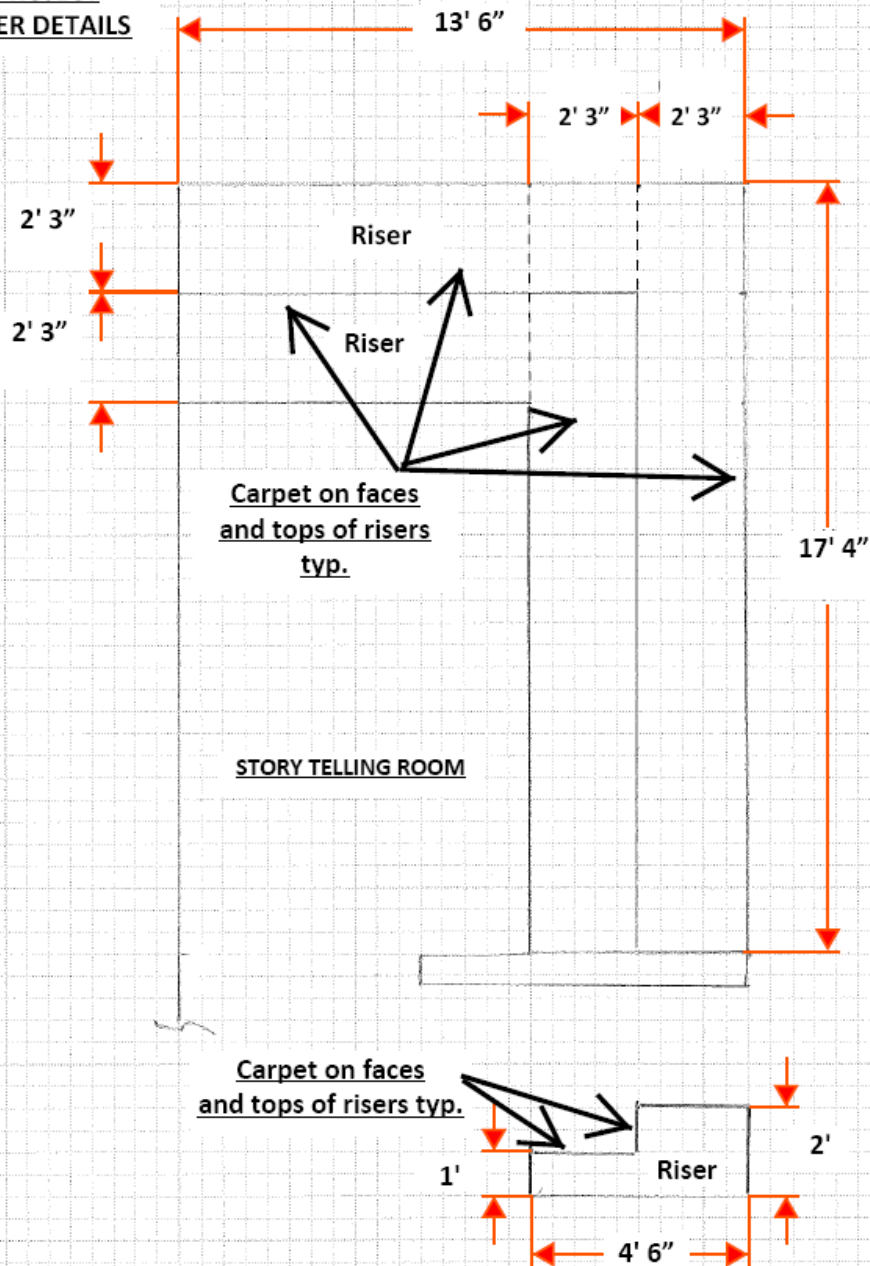 DETAILS
13' 6”
2' 3”
2' 3”
2' 3”
Riser
2' 3”
Riser
Carpet on faces
and tops of risers
typ.
17' 4”
STORY TELLING ROOM
Carpet on faces
and tops of risers typ.
1'
Riser
2'
4' 6”